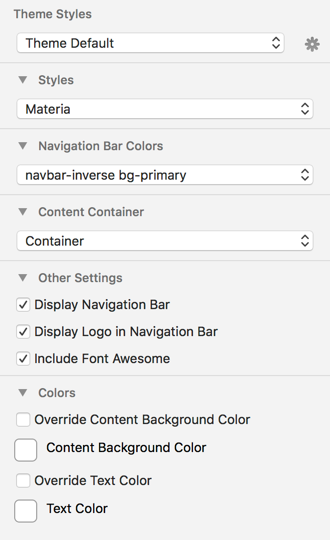 Theme Styles
Theme Default
Styles
Materia
Navigation Bar Colors
navbar-inverse bg-primary
Content Container
Container
Other Settings
Display Navigation Bar
Display Logo in Navigation Bar
Include Font Awesome
Colors
Override Content Background Color
Content Background Color
Override Text Color
Text Color